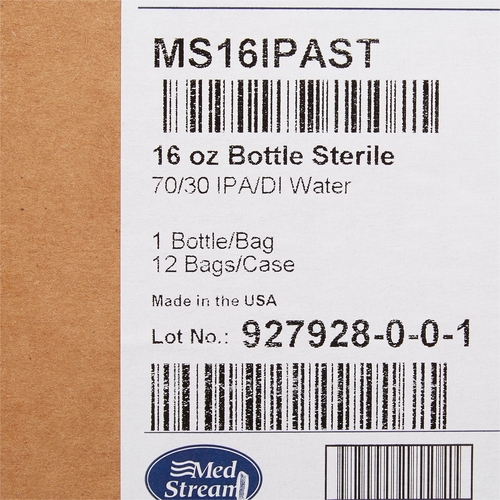 MS16IPAST
16 oz Bottle Sterile
70/30 IPA/DI Water
1 Bottle/Bag
12 Bags/Case
Made in the USA
Lot No.: 927928-0-0-1
Med
Stream